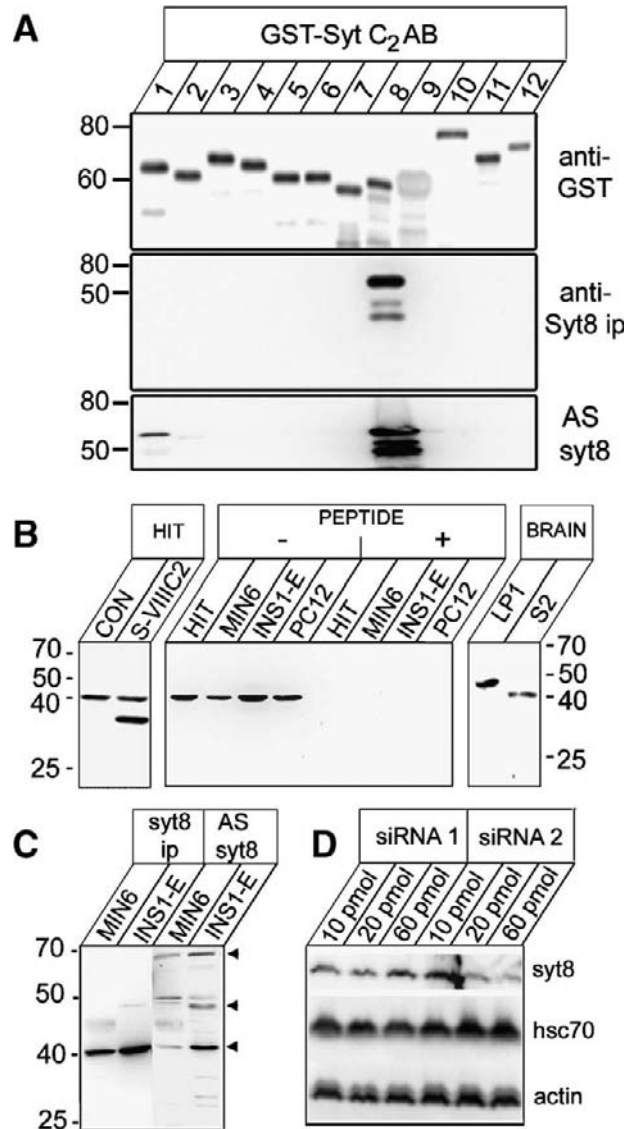 A
GST-Syt C2AB
1 2 3 4 5 6 7 8 9 10 11 12
80
60
anti-
GST
80
50
anti-
Syt8 ip
80
50
AS
syt8
B
HIT
PEPTIDE
- +
BRAIN
CON S-VIIIC2
HIT MIN6 INS1-E PC12 HIT MIN6 INS1-E PC12
LP1 S2
70
50
40
25
70
50
40
25
C
syt8
ip
AS
syt8
MIN6 INS1-E MIN6 INS1-E
70
50
40
25
D
siRNA 1 siRNA 2
10 pmol 20 pmol 60 pmol 10 pmol 20 pmol 60 pmol
syt8
hsc70
actin